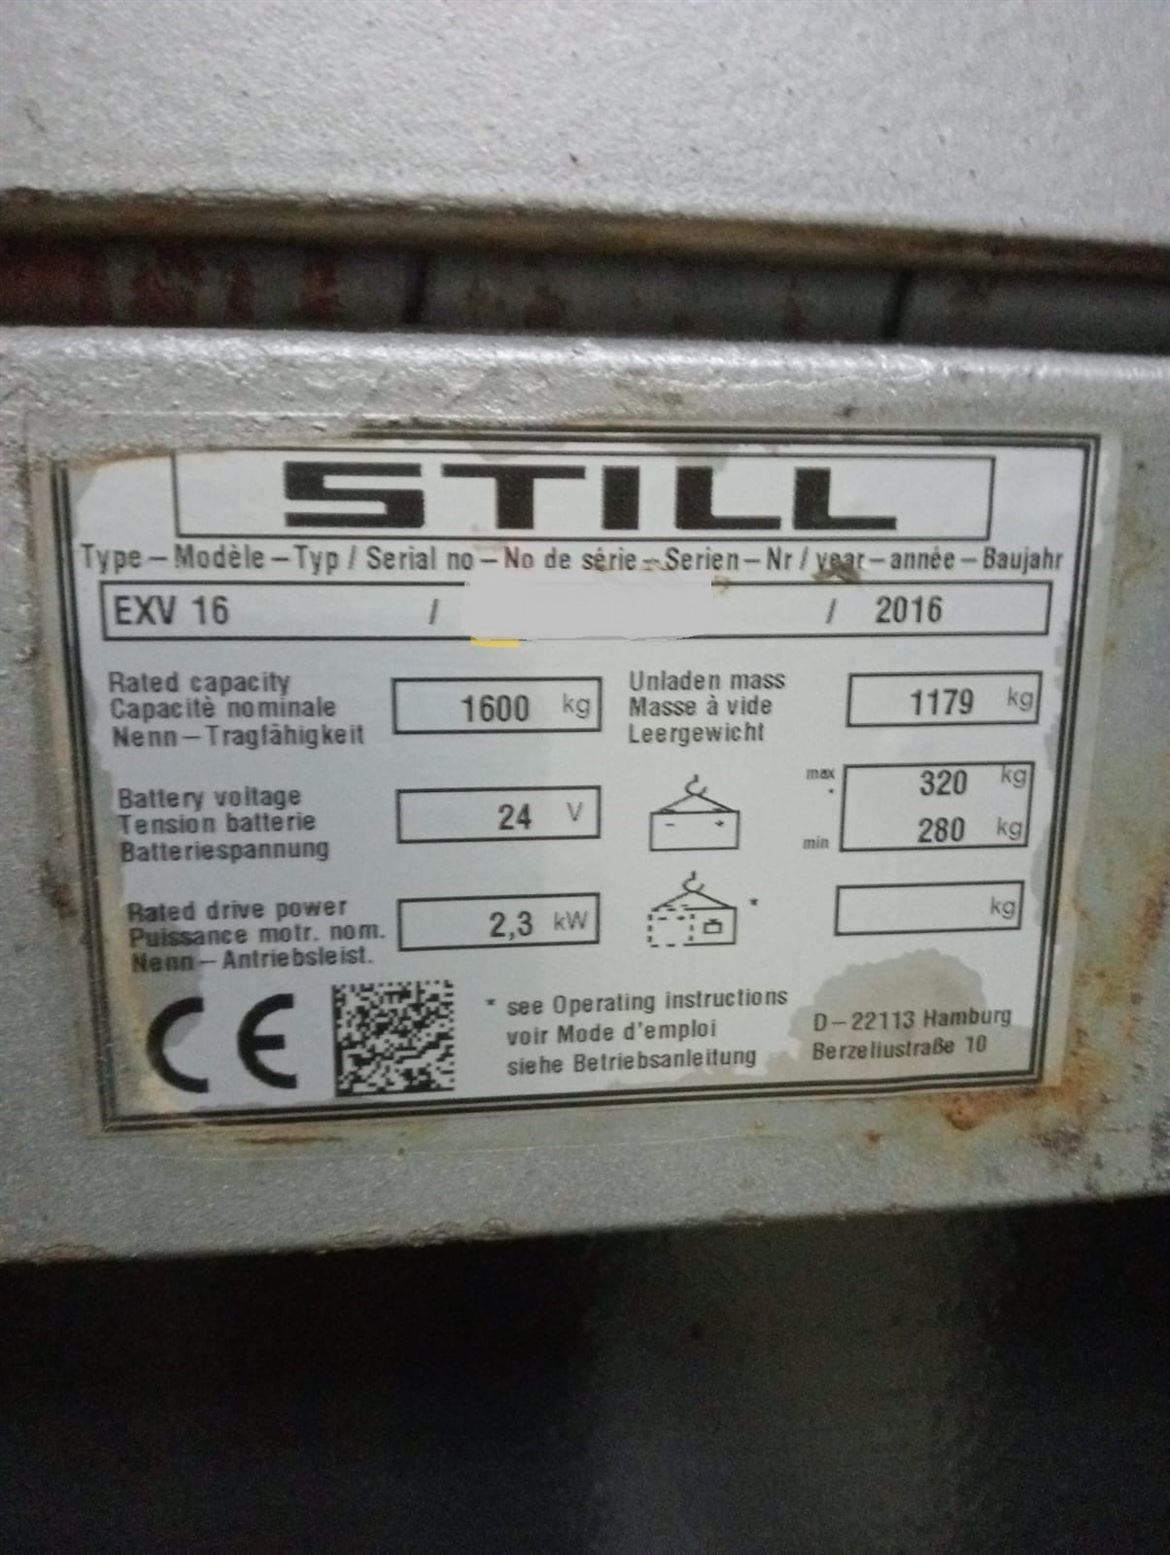 STILL
Type – Modèle – Typ / Serial no – No de série – Serien – Nr / year – année – Baujahr
EXV 16 / / 2016
Rated capacity
Capacitè nominale
Nenn – Tragfähigkeit
1600 kg
Unladen mass
Masse à vide
Leergewicht
1179 kg
Battery voltage
Tension batterie
Batteriespannung
24 V
- +
max
*
min
320 kg
280 kg
Rated drive power
Puissance motr. nom.
Nenn – Antriebsleist.
2,3 kW
*
kg
CE
* see Operating instructions
voir Mode d'emploi
siehe Betriebsanleitung
D – 22113 Hamburg
Berzeliustraße 10